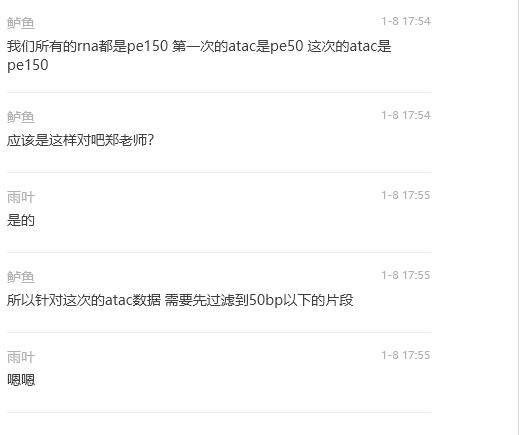 鲈鱼
1-8 17:54
我们所有的rna都是pe150 第一次的atac是pe50 这次的atac是
pe150
鲈鱼
1-8 17:54
应该是这样对吧郑老师?
雨叶
1-8 17:55
是的
鲈鱼
1-8 17:55
所以针对这次的atac数据 需要先过滤到50bp以下的片段
雨叶
1-8 17:55
嗯嗯